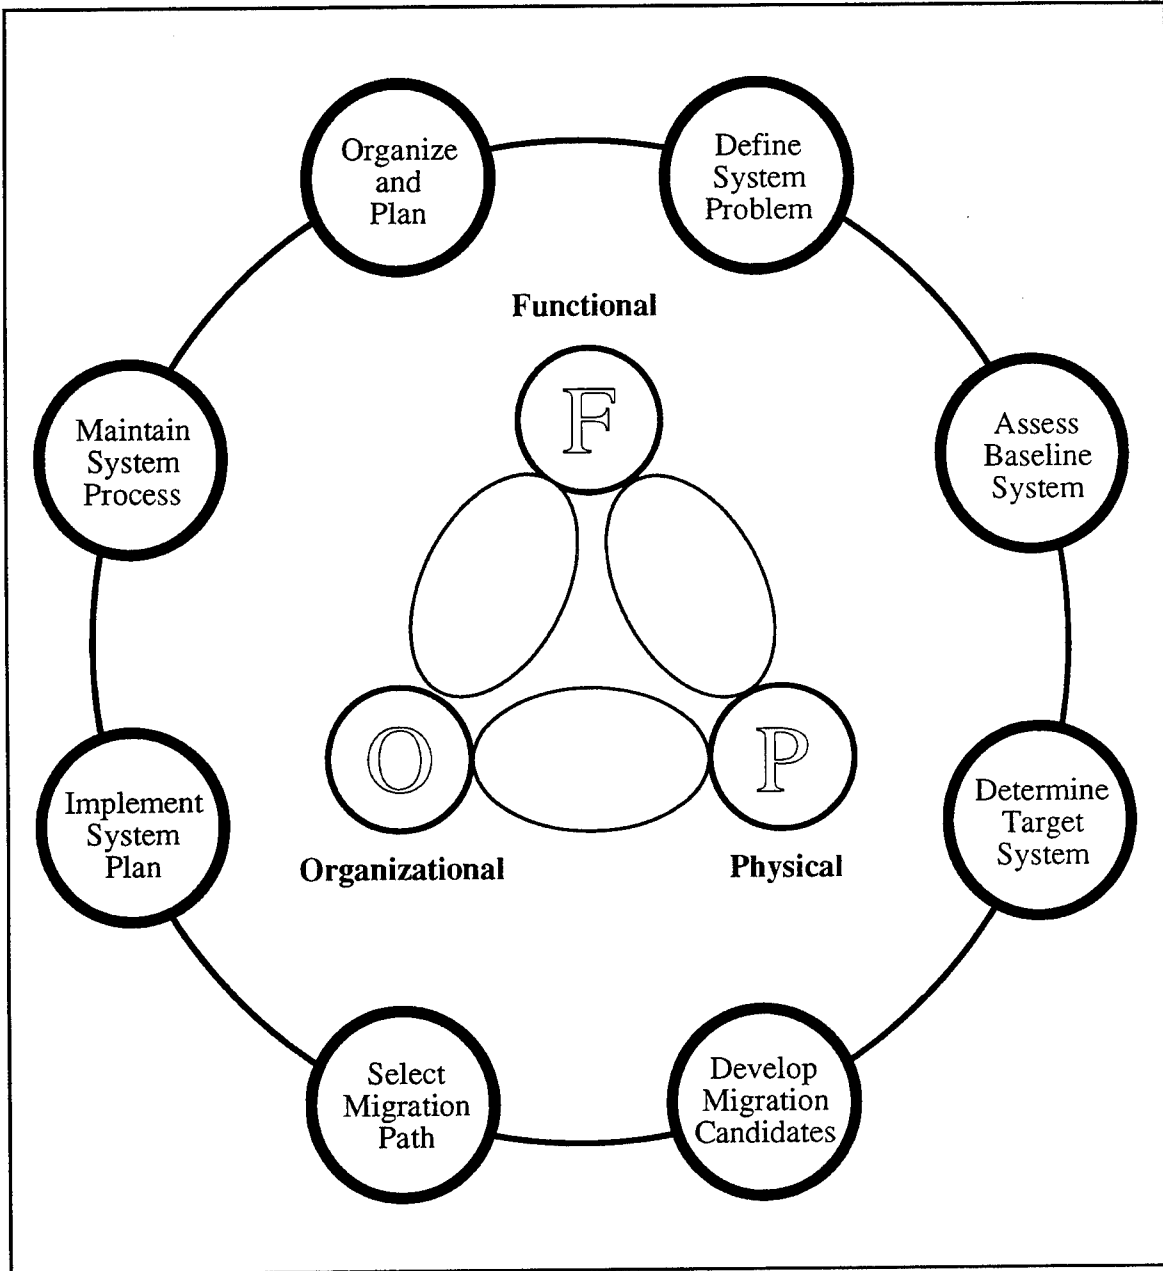 Organize
and
Plan
Define
System
Problem
Functional
F
Maintain
System
Process
Assess
Baseline
System
O
P
Implement
System
Plan
Determine
Target
System
Organizational
Physical
Select
Migration
Path
Develop
Migration
Candidates